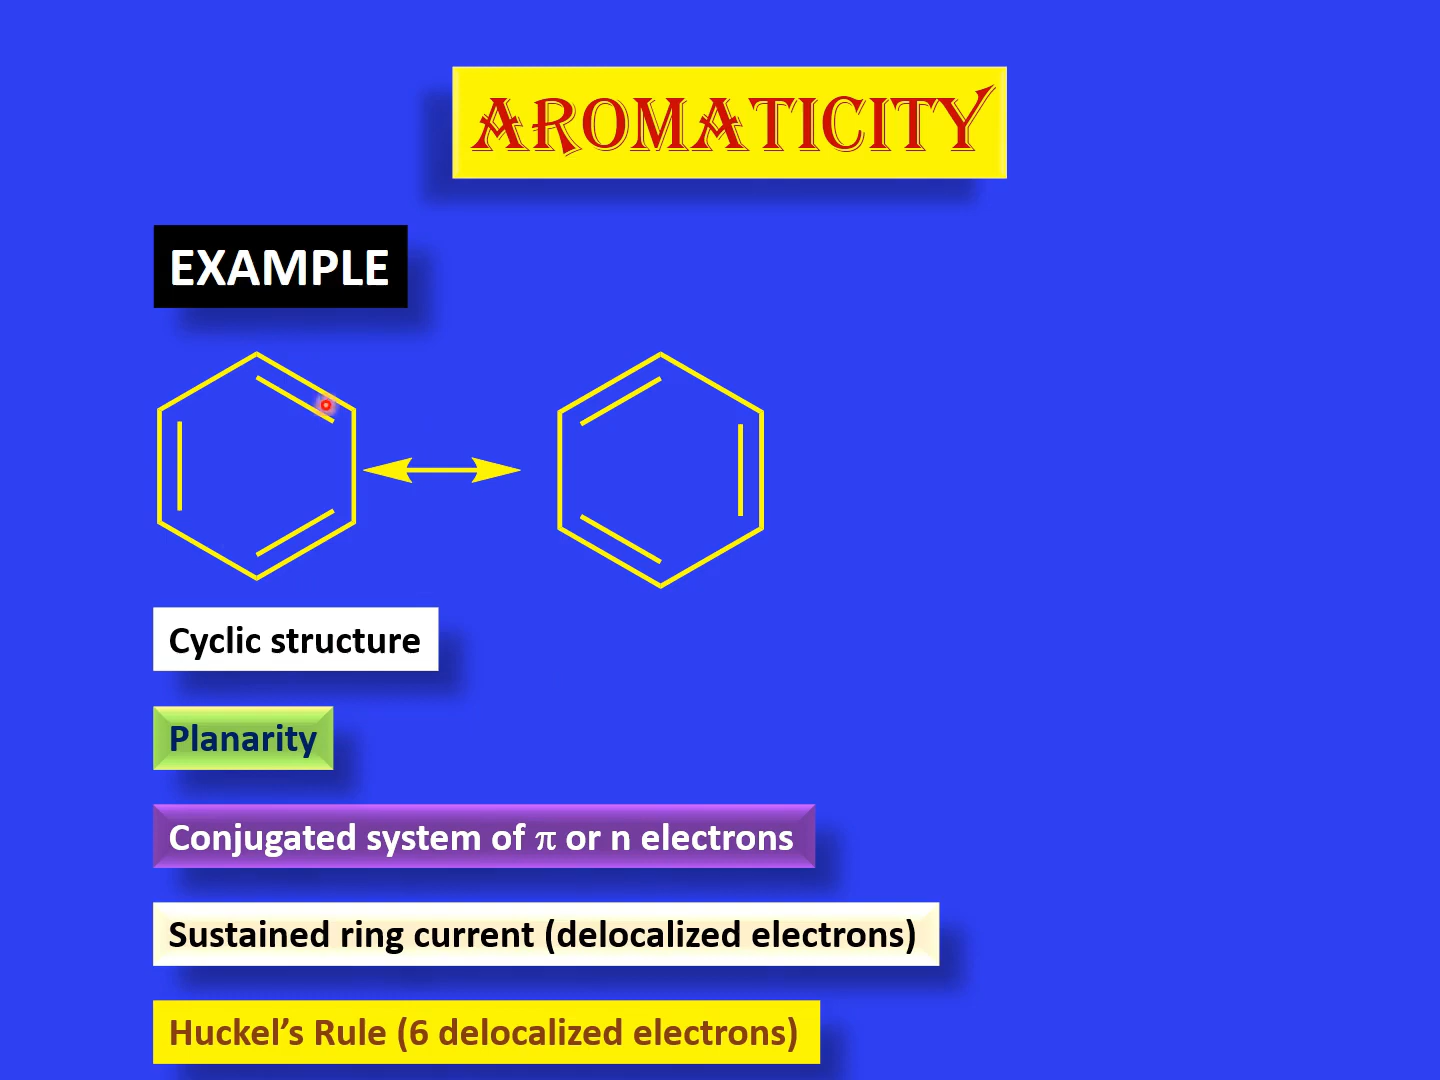 AROMATICITY
EXAMPLE
Cyclic structure
Planarity
Conjugated system of π or n electrons
Sustained ring current (delocalized electrons)
Huckel’s Rule (6 delocalized electrons)